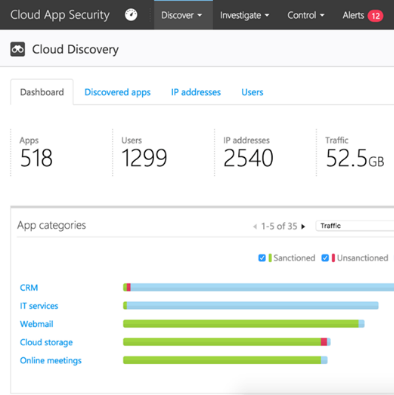 Cloud App Security Discover Investigate Control Alerts 12
Cloud Discovery
Dashboard Discovered apps IP addresses Users
Apps Users IP addresses Traffic
518 1299 2540 52.5GB
App categories 1-5 of 35 Traffic
Sanctioned Unsanctioned
CRM
IT services
Webmail
Cloud storage
Online meetings